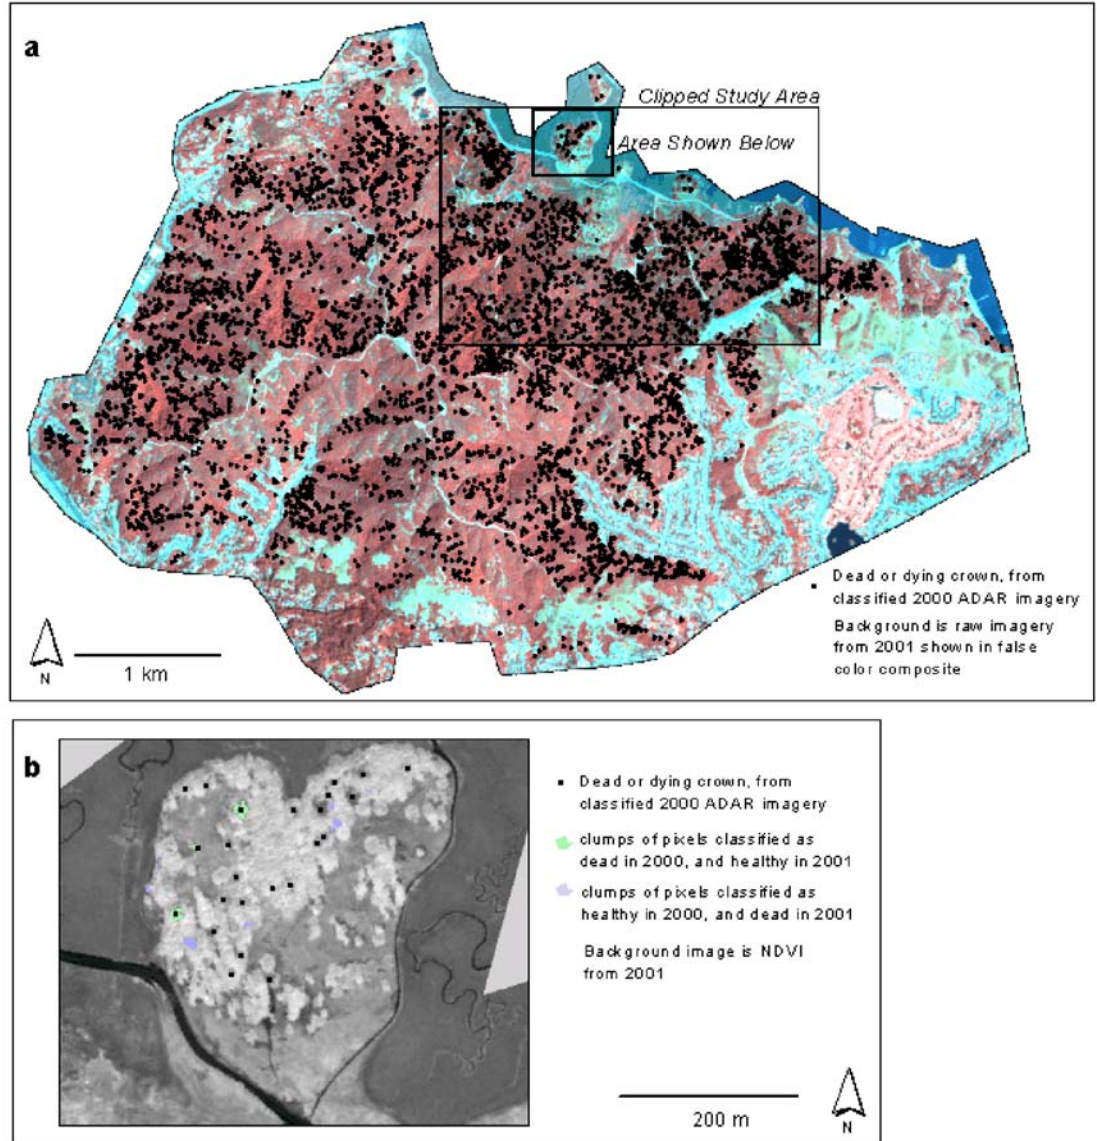 a
Clipped Study Area
Area Shown Below
Dead or dying crown, from
classified 2000 ADAR imagery
Background is raw imagery
from 2001 shown in false
color composite
N
1 km
b
Dead or dying crown, from
classified 2000 ADAR imagery
clumps of pixels classified as
dead in 2000, and healthy in 2001
clumps of pixels classified as
healthy in 2000, and dead in 2001
Background image is NDVI
from 2001
200 m
N